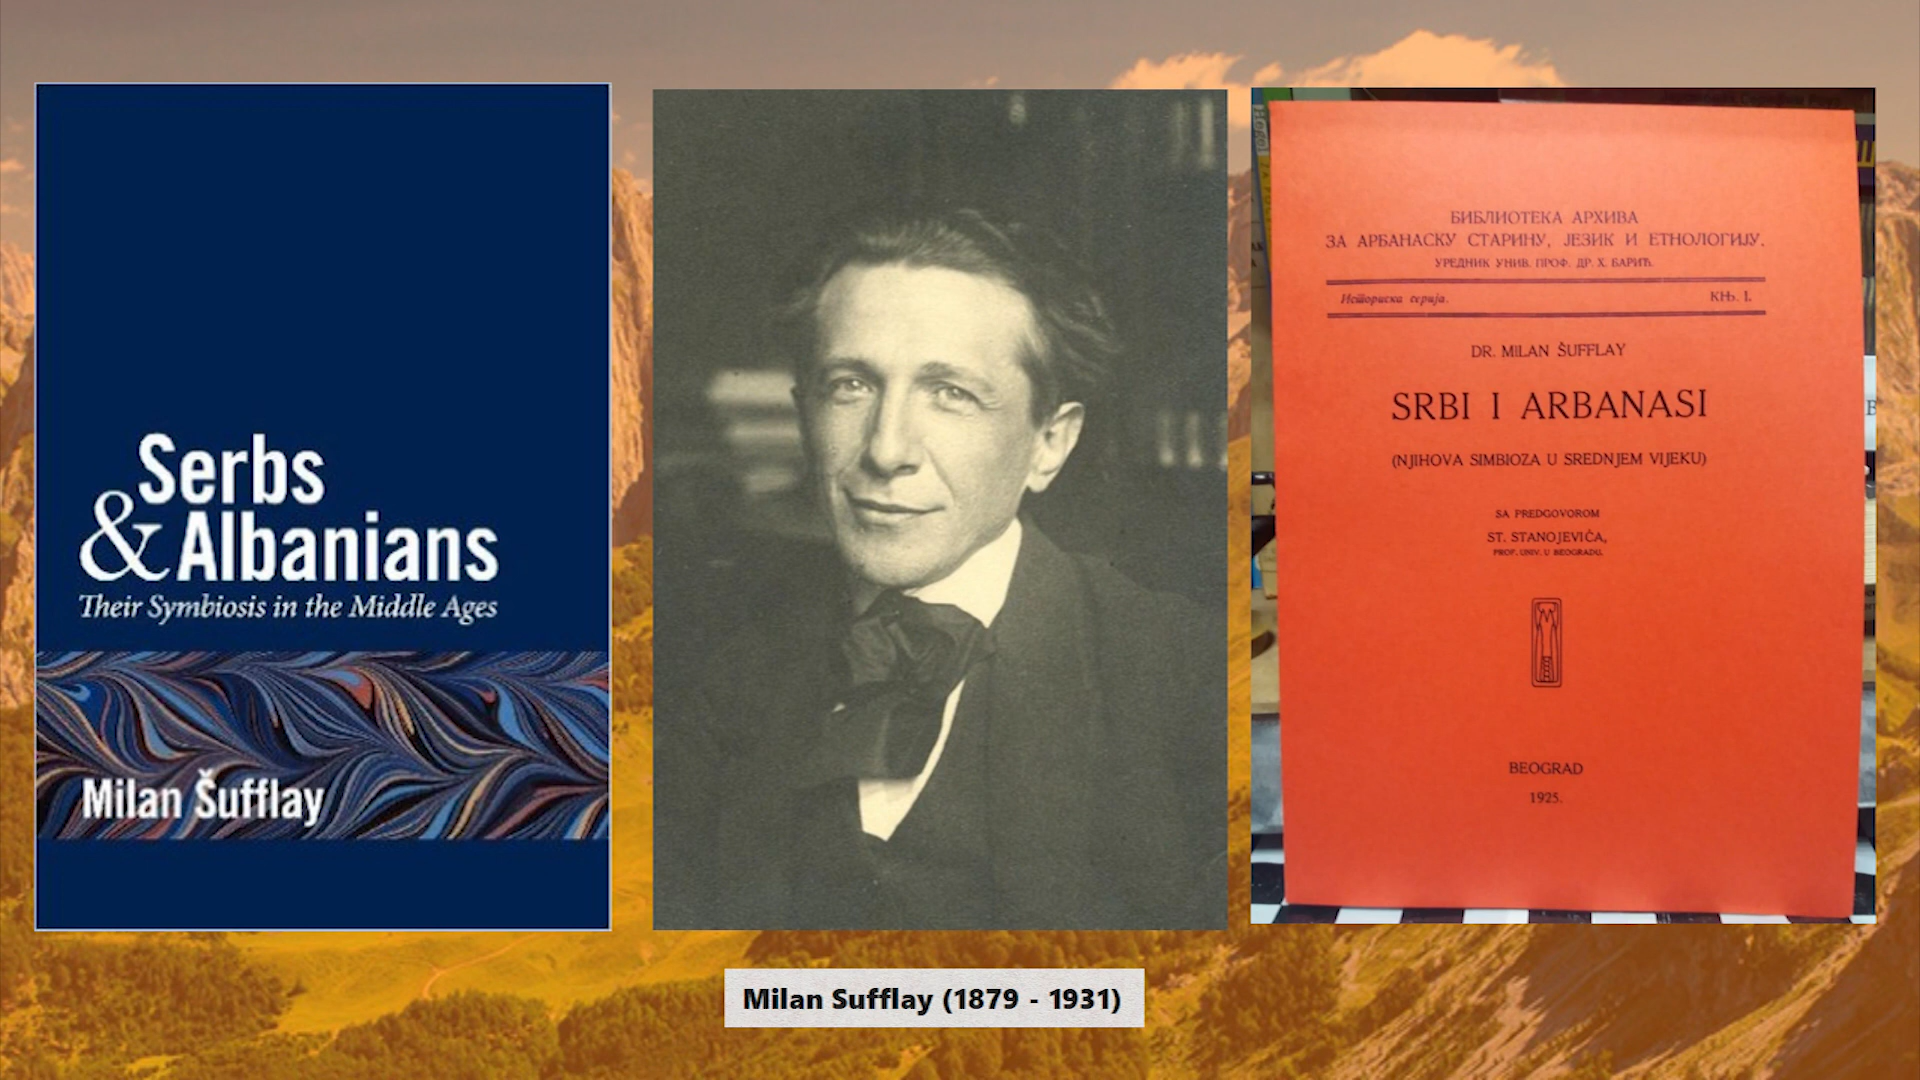 Serbs
& Albanians
Their Symbiosis in the Middle Ages
Milan Šufflay
БИБЛИОТЕКА АРХИВА
ЗА АРБАНАСКУ СТАРИНУ, ЈЕЗИК И ЕТНОЛОГИЈУ.
УРЕДНИК УНИВ. ПРОФ. ДР. Х. БАРИЋ.
Историска серија. КЊ. I.
DR. MILAN ŠUFFLAY
SRBI I ARBANASI
(NJIHOVA SIMBIOZA U SREDNJEM VIJEKU)
SA PREDGOVOROM
ST. STANOJEVIĆA,
PROF. UNIV. U BEOGRADU.
BEOGRAD
1925.
Milan Sufflay (1879 - 1931)